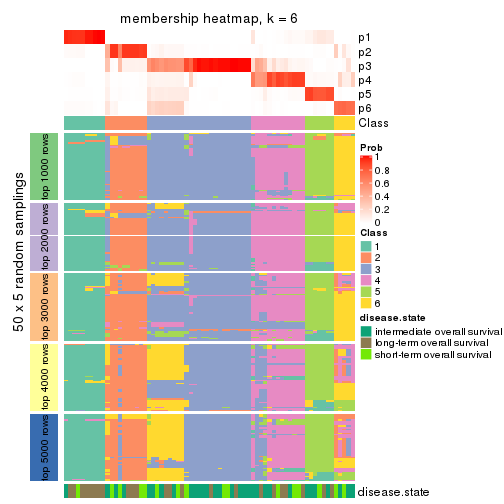 membership heatmap, k = 6
p1
p2
p3
p4
p5
p6
Class
50 x 5 random samplings
top 1000 rows
top 2000 rows
top 3000 rows
top 4000 rows
top 5000 rows
Prob
1
0.8
0.6
0.4
0.2
0
Class
1
2
3
4
5
6
disease.state
intermediate overall survival
long-term overall survival
short-term overall survival
disease.state